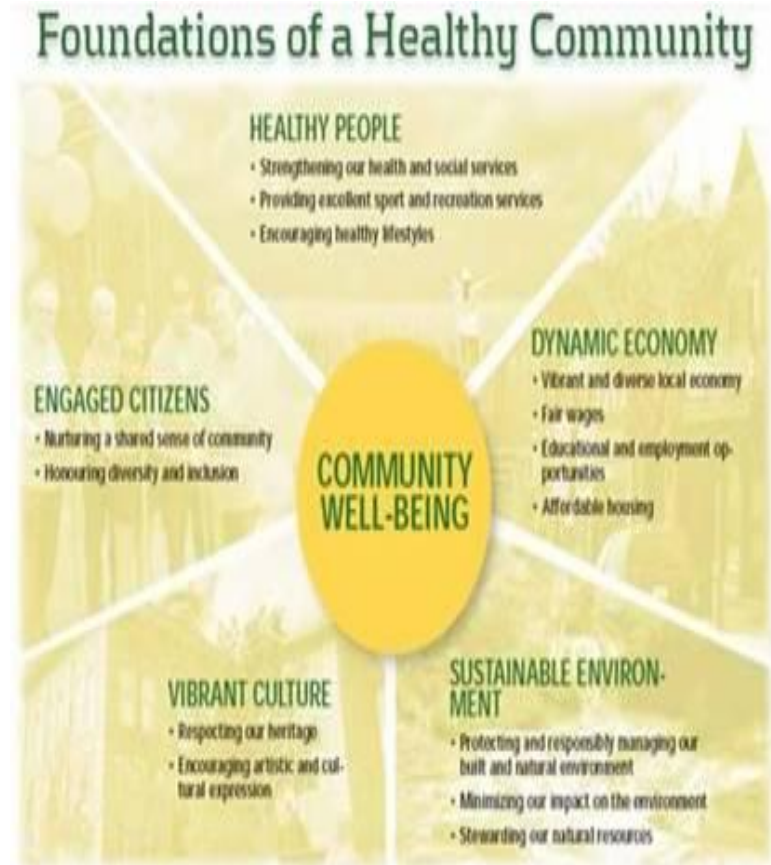 Foundations of a Healthy Community
HEALTHY PEOPLE
• Strengthening our health and social services
• Providing excellent sport and recreation services
• Encouraging healthy lifestyles
DYNAMIC ECONOMY
• Vibrant and diverse local economy
• Fair wages
• Educational and employment op-
portunities
• Affordable housing
ENGAGED CITIZENS
• Nurturing a shared sense of community
• Honouring diversity and inclusion
COMMUNITY
WELL-BEING
VIBRANT CULTURE
• Respecting our heritage
• Encouraging artistic and cul-
tural expression
SUSTAINABLE ENVIRON-
MENT
• Protecting and responsibly managing our
built and natural environment
• Minimizing our impact on the environment
• Stewarding our natural resources